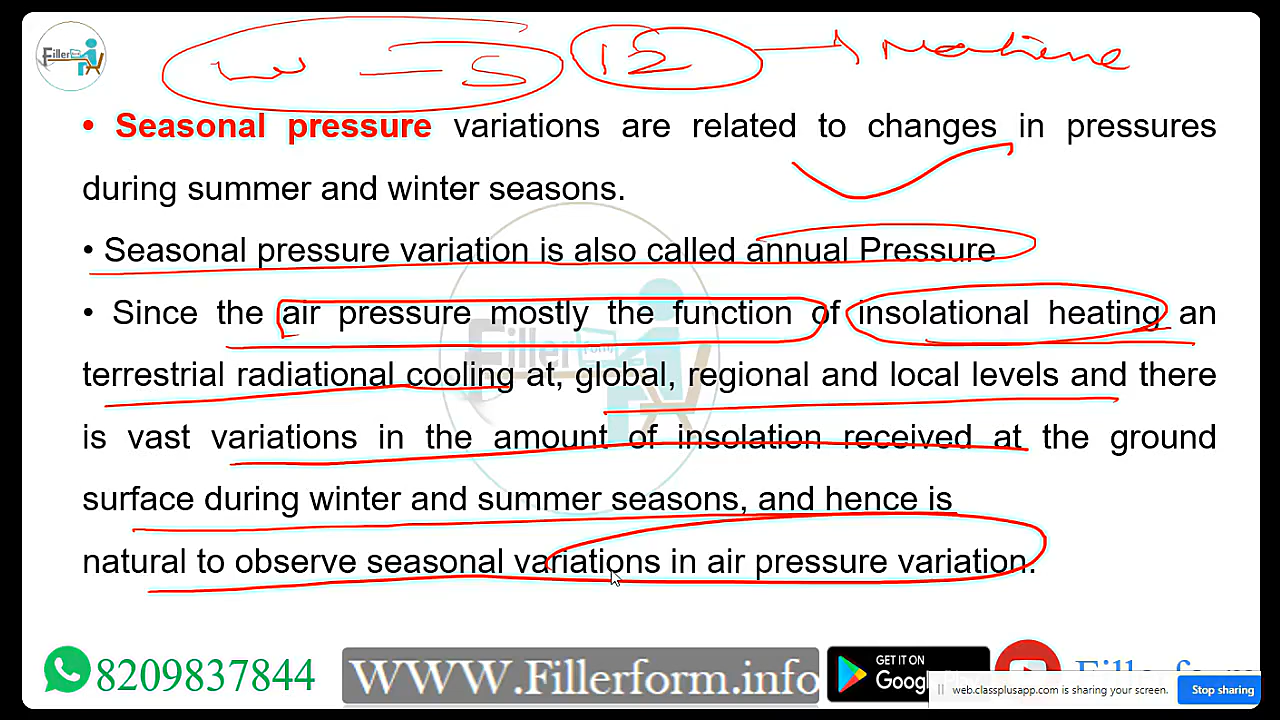 Fillerform
w - S 12 → Nantime
• Seasonal pressure variations are related to changes in pressures
during summer and winter seasons.
• Seasonal pressure variation is also called annual Pressure
• Since the air pressure mostly the function of insolational heating an
terrestrial radiational cooling at, global, regional and local levels and there
is vast variations in the amount of insolation received at the ground
surface during winter and summer seasons, and hence is
natural to observe seasonal variations in air pressure variation.
8209837844
WWW.Fillerform.info
GET IT ON
web.classplusapp.com is sharing your screen.
Stop sharing